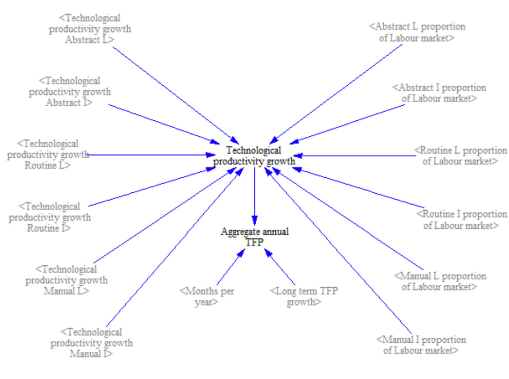 <Technological
productivity growth
Abstract L>
<Abstract L proportion
of Labour market>
<Technological
productivity growth
Abstract I>
<Abstract I proportion
of Labour market>
<Technological
productivity growth
Routine L>
Technological
productivity growth
<Routine L proportion
of Labour market>
<Technological
productivity growth
Routine I>
<Routine I proportion
of Labour market>
Aggregate annual
TFP
<Technological
productivity growth
Manual L>
<Months per
year>
<Long term TFP
growth>
<Manual L proportion
of Labour market>
<Technological
productivity growth
Manual I>
<Manual I proportion
of Labour market>